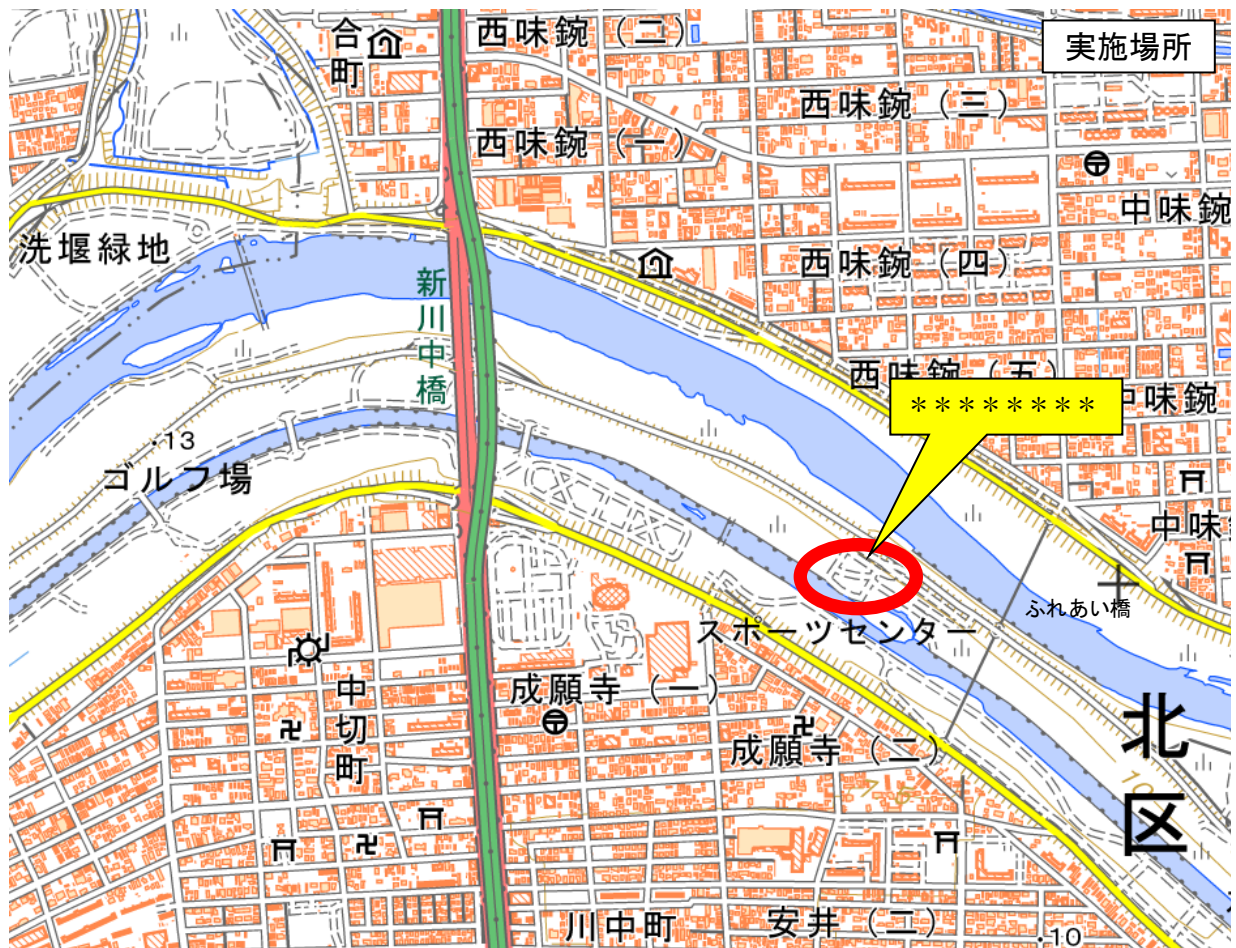 実施場所
合町
西味鋺（二）
西味鋺（三）
西味鋺（一）
中味鋺
洗堰緑地
西味鋺（四）
新川中橋
西味鋺（五）
＊＊＊＊＊＊＊＊
中味鋺
・13
ゴルフ場
中味
ふれあい橋
スポーツセンター
成願寺（一）
中切町
成願寺（二）
北区
川中町
安井（二）
・10